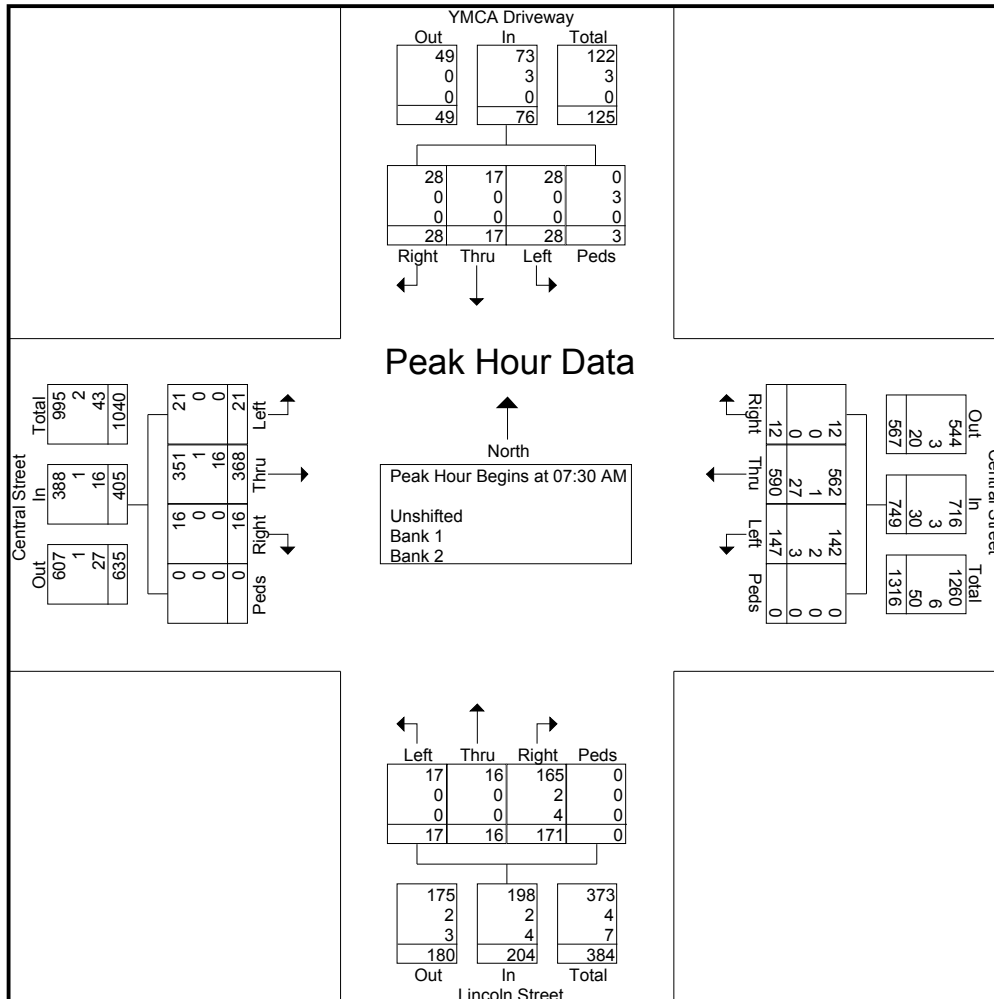 YMCA Driveway
Out In Total
49 73 122
0 3 3
0 0 0
49 76 125
28 17 28 0
0 0 0 3
0 0 0 0
28 17 28 3
Right Thru Left Peds
Peak Hour Data
North
Peak Hour Begins at 07:30 AM
Unshifted
Bank 1
Bank 2
Central Street
Out In Total
607 388 995
1 1 2
27 16 43
635 405 1040
Peds Right Thru Left
0 16 351 21
0 0 1 0
0 0 16 0
0 16 368 21
Central Street
Out In Total
544 716 1260
3 3 6
20 30 50
567 749 1316
Right Thru Left Peds
12 562 142 0
0 1 2 0
0 27 3 0
12 590 147 0
Left Thru Right Peds
17 16 165 0
0 0 2 0
0 0 4 0
17 16 171 0
175 198 373
2 2 4
3 4 7
180 204 384
Out In Total
Lincoln Street